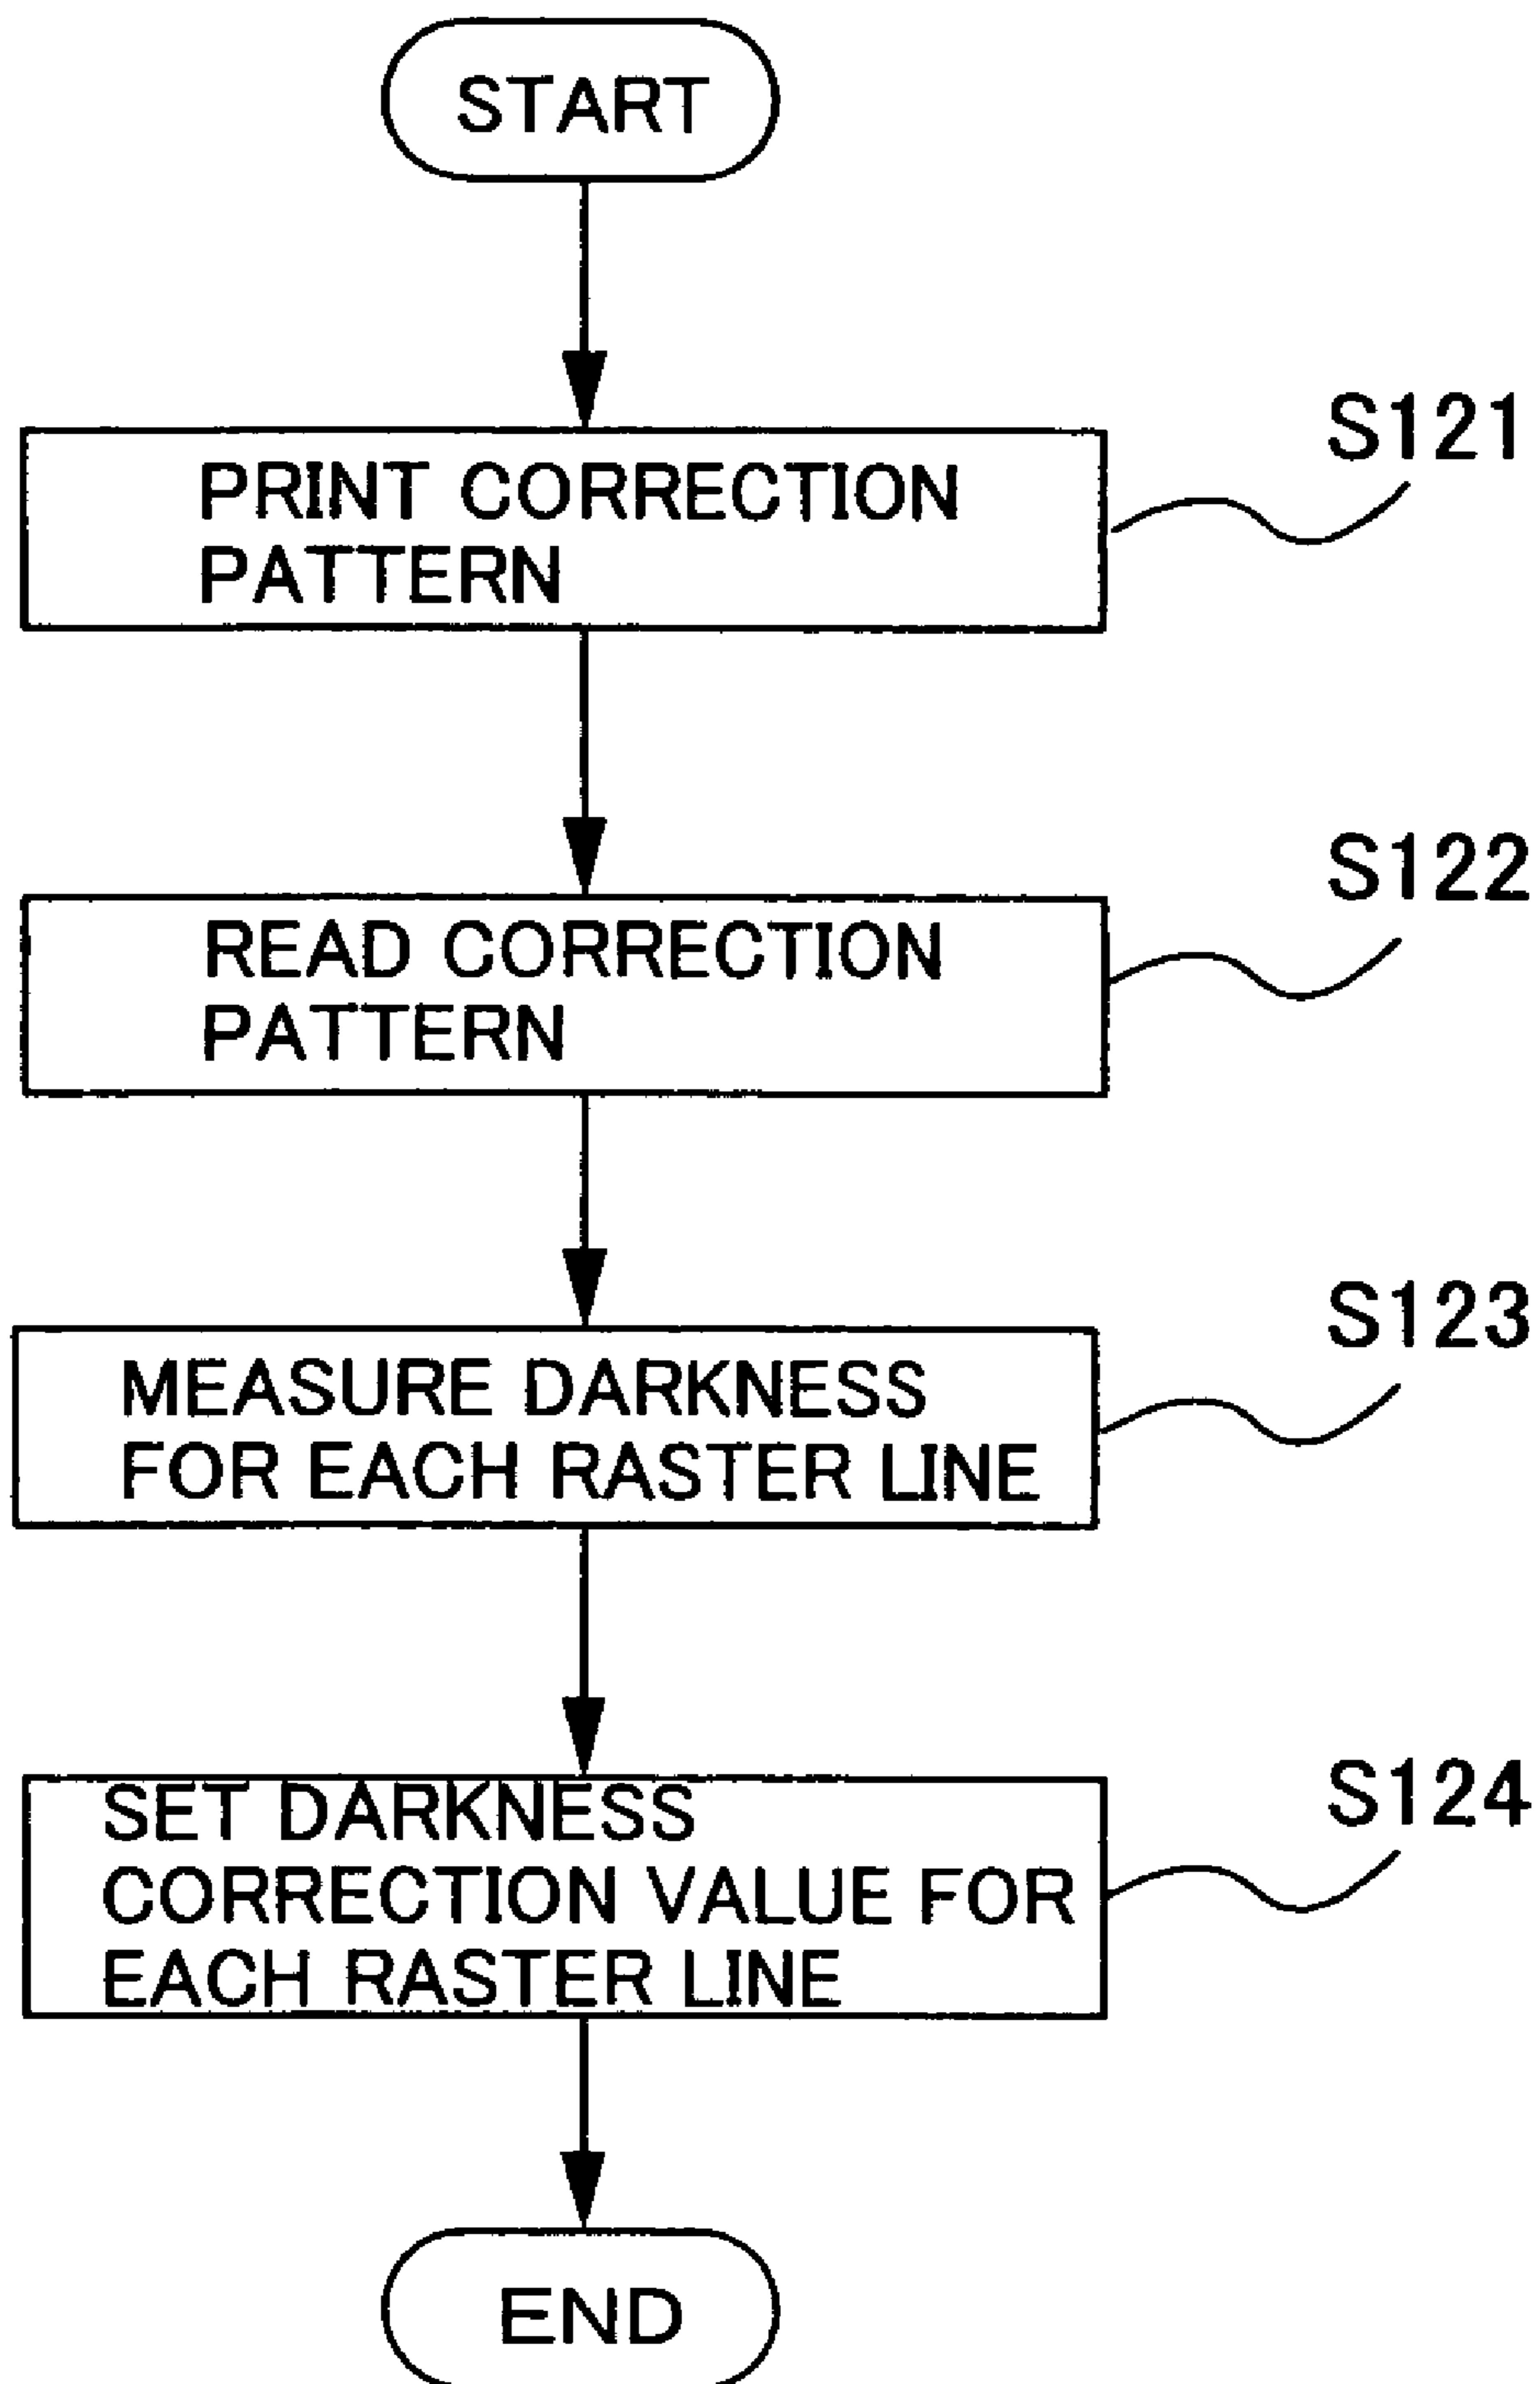 START
S121
PRINT CORRECTION
PATTERN
S122
READ CORRECTION
PATTERN
S123
MEASURE DARKNESS
FOR EACH RASTER LINE
S124
SET DARKNESS
CORRECTION VALUE FOR
EACH RASTER LINE
END